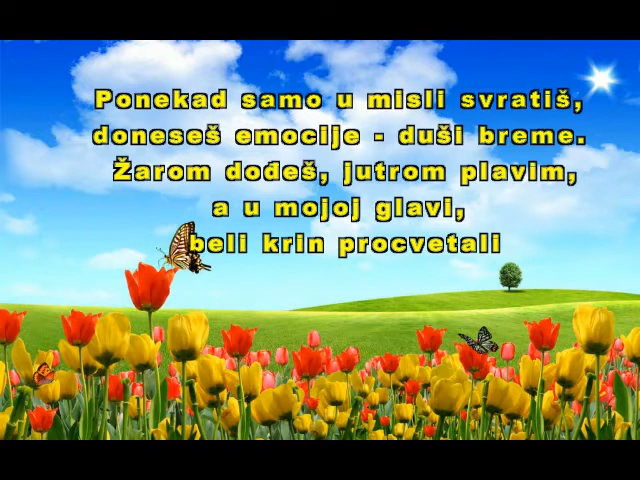 Ponekad samo u misli svratiš,
doneseš emocije - duši breme.
Žarom dođeš, jutrom plavim,
a u mojoj glavi,
beli krin procvetali